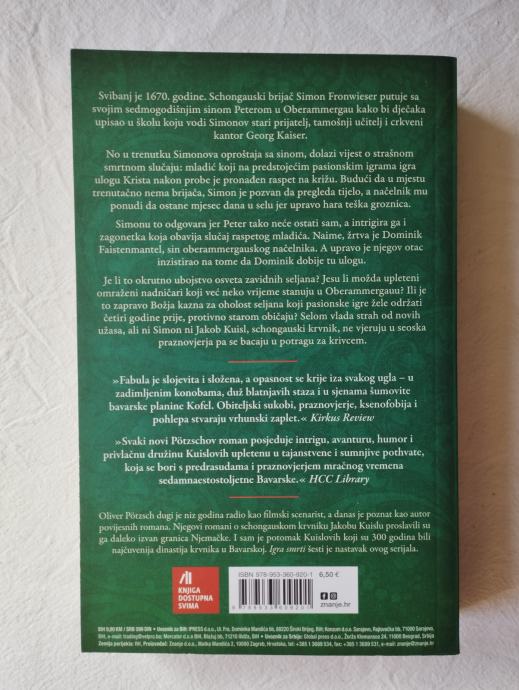 Svibanj je 1670. godine. Schongauski brijač Simon Fronwieser putuje sa
svojim sedmogodišnjim sinom Peterom u Oberammergau kako bi dječaka
upisao u školu koju vodi Simonov stari prijatelj, tamošnji učitelj i crkveni
kantor Georg Kaiser.
No u trenutku Simonova oproštaja sa sinom, dolazi vijest o strašnom
smrtnom slučaju: mladić koji na predstojećim pasionskim igrama igra
ulogu Krista nakon probe je pronađen raspet na križu. Budući da u mjestu
trenutačno nema brijača, Simon je pozvan da pregleda tijelo, a načelnik mu
ponudi da ostane mjesec dana u selu jer upravo hara teška groznica.
Simonu to odgovara jer Peter tako neće ostati sam, a intrigira ga i
zagonetka koja obavija slučaj raspetog mladića. Naime, žrtva je Dominik
Faistenmantel, sin oberammergauskog načelnika. A upravo je njegov otac
inzistirao na tome da Dominik dobije tu ulogu.
Je li to okrutno ubojstvo osveta zavidnih seljana? Jesu li možda upleteni
omraženi nadničari koji već neko vrijeme stanuju u Oberammergauu? Ili je
to zapravo Božja kazna za oholost seljana koji pasionske igre žele održati
četiri godine prije, protivno starom običaju? Selom vlada strah od novih
užasa, ali ni Simon ni Jakob Kuisl, schongauski krvnik, ne vjeruju u seoska
praznovjerja pa se bacaju u potragu za krivcem.
»Fabula je slojevita i složena, a opasnost se krije iza svakog ugla – u
zadimljenim konobama, duž blatnjavih staza i u sjenama šumovite
bavarske planine Kofel. Obiteljski sukobi, praznovjerje, ksenofobija i
pohlepa stvaraju vrhunski zaplet.« Kirkus Review
»Svaki novi Pötzschov roman posjeduje intrigu, avanturu, humor i
privlačnu družinu Kuislovih upletenu u tajanstvene i sumnjive pothvate,
koja se bori s predrasudama i praznovjerjem mračnog vremena
sedamnaestostoljetne Bavarske.« HCC Library
Oliver Pötzsch dugi je niz godina radio kao filmski scenarist, a danas je poznat kao autor
povijesnih romana. Njegovi romani o schongauskom krvniku Jakobu Kuislu proslavili su
ga daleko izvan granica Njemačke. I sam je potomak Kuislovih koji su 300 godina bili
najčuvenija dinastija krvnika u Bavarskoj. Igra smrti šesti je nastavak ovog serijala.
KNJIGA
DOSTUPNA
SVIMA
ISBN 978-953-360-920-1
6,50 €
znanje.hr